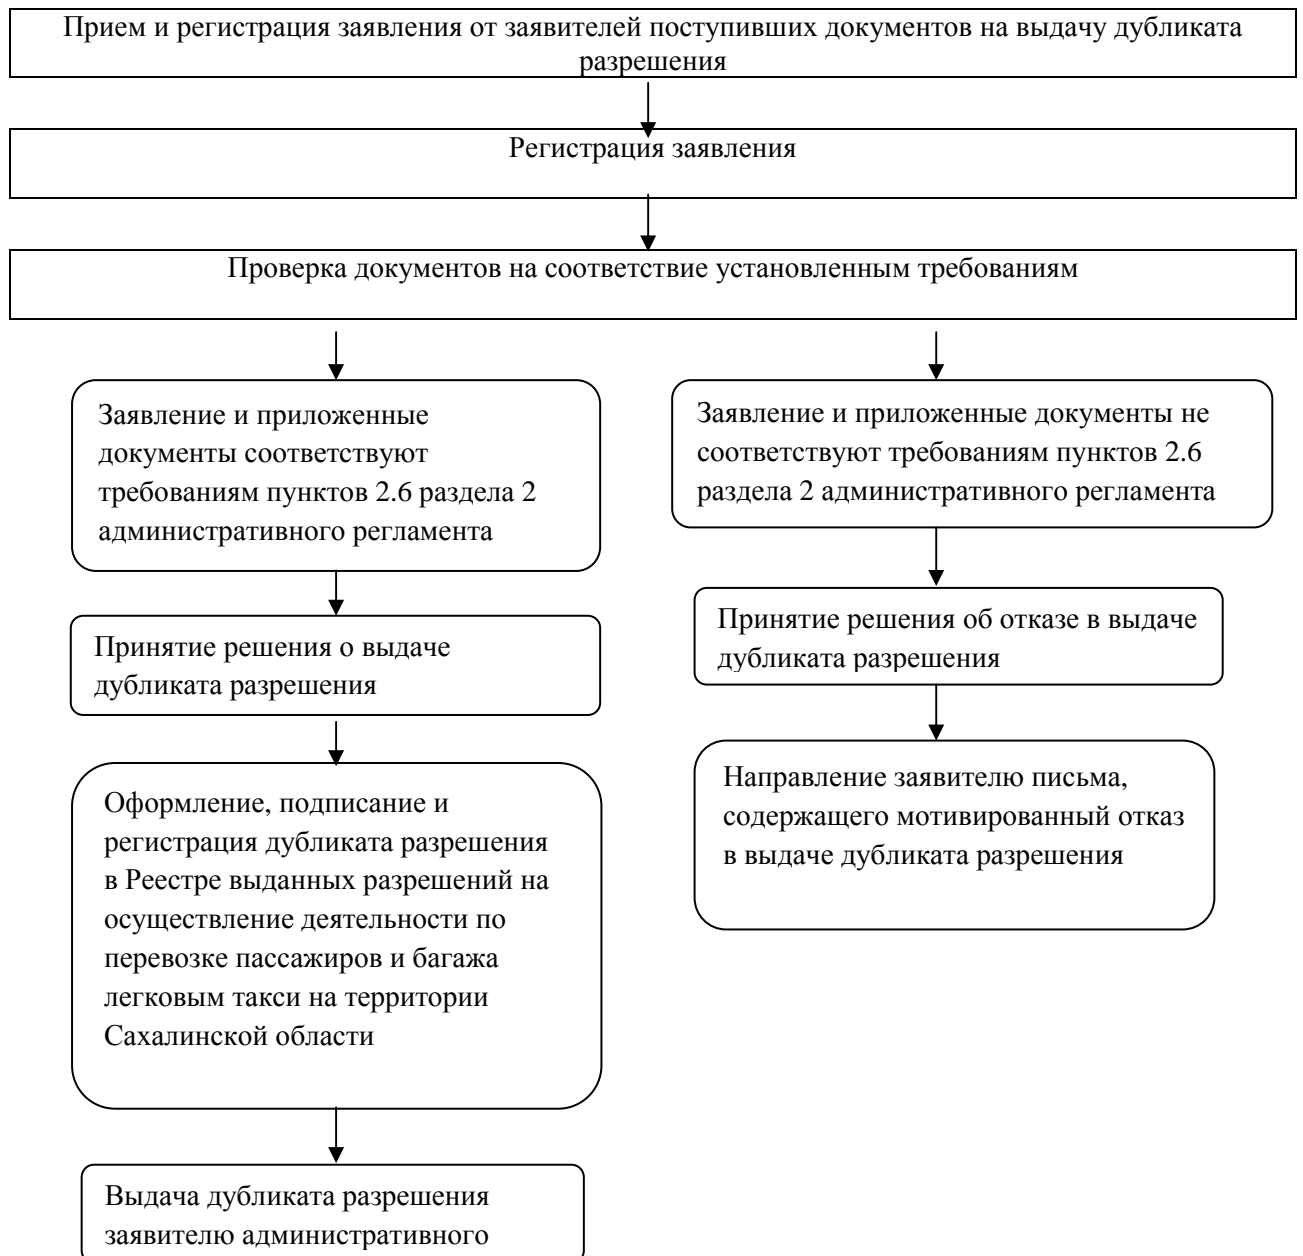 Прием и регистрация заявления от заявителей поступивших документов на выдачу дубликата
разрешения
Регистрация заявления
Проверка документов на соответствие установленным требованиям
Заявление и приложенные
документы соответствуют
требованиям пунктов 2.6 раздела 2
административного регламента
Принятие решения о выдаче
дубликата разрешения
Оформление, подписание и
регистрация дубликата разрешения
в Реестре выданных разрешений на
осуществление деятельности по
перевозке пассажиров и багажа
легковым такси на территории
Сахалинской области
Выдача дубликата разрешения
заявителю административного
Заявление и приложенные документы не
соответствуют требованиям пунктов 2.6
раздела 2 административного регламента
Принятие решения об отказе в выдаче
дубликата разрешения
Направление заявителю письма,
содержащего мотивированный отказ
в выдаче дубликата разрешения